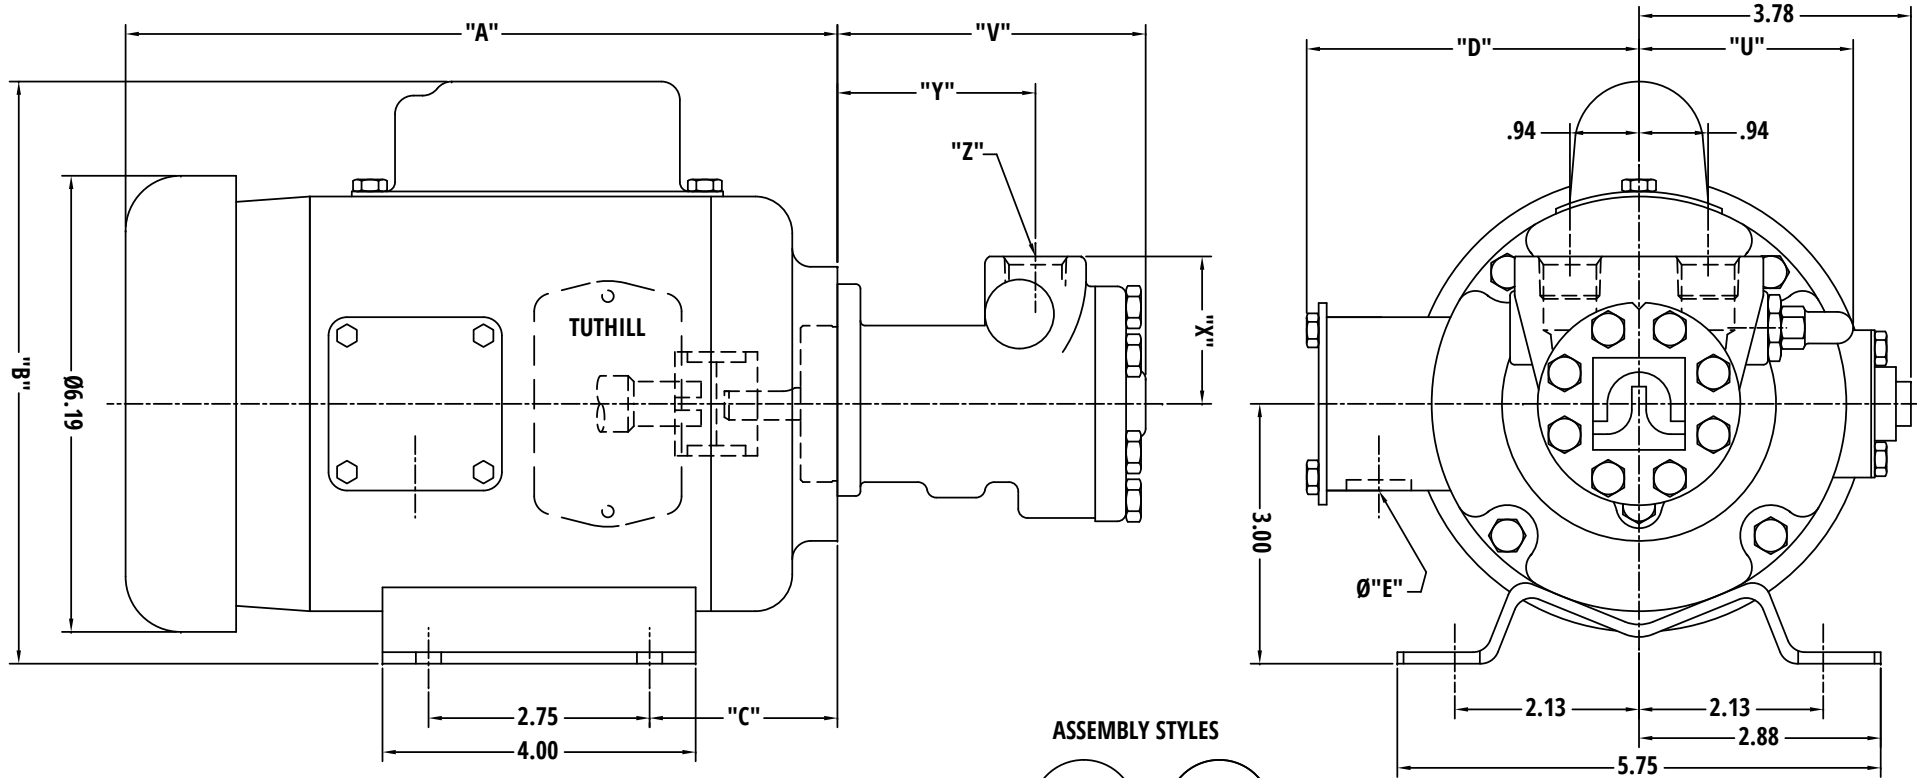 "A"
"V"
3.78
"D"
"U"
"Y"
.94
.94
"Z"
TUTHILL
"B"
Ø6.19
"X"
3.00
Ø"E"
2.75
"C"
4.00
2.13
2.13
2.88
5.75
ASSEMBLY STYLES